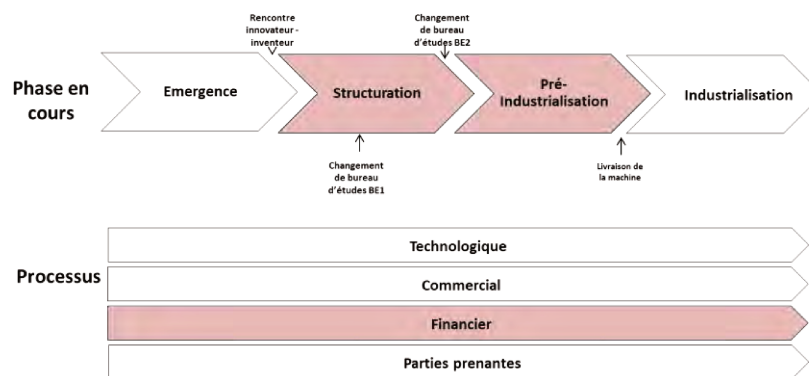 Rencontre
innovateur -
inventeur
Changement
de bureau
d'études BE2
Phase en
cours
Emergence
Structuration
Pré-
Industrialisation
Industrialisation
Changement
de bureau
d'études BE1
Livraison de
la machine
Processus
Technologique
Commercial
Financier
Parties prenantes